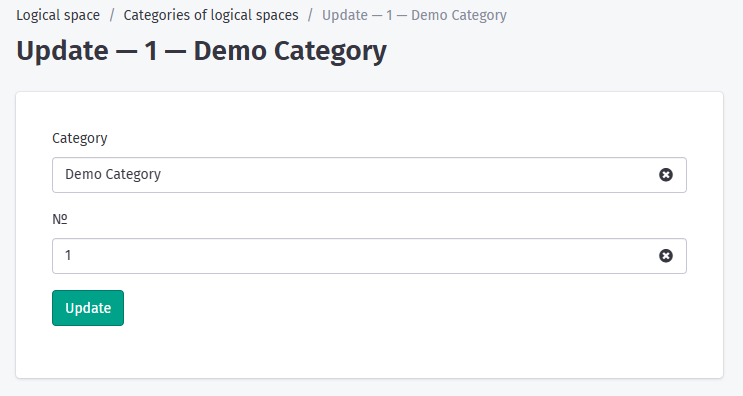 Logical space / Categories of logical spaces / Update — 1 — Demo Category
Update — 1 — Demo Category
Category
Demo Category
№
1
Update